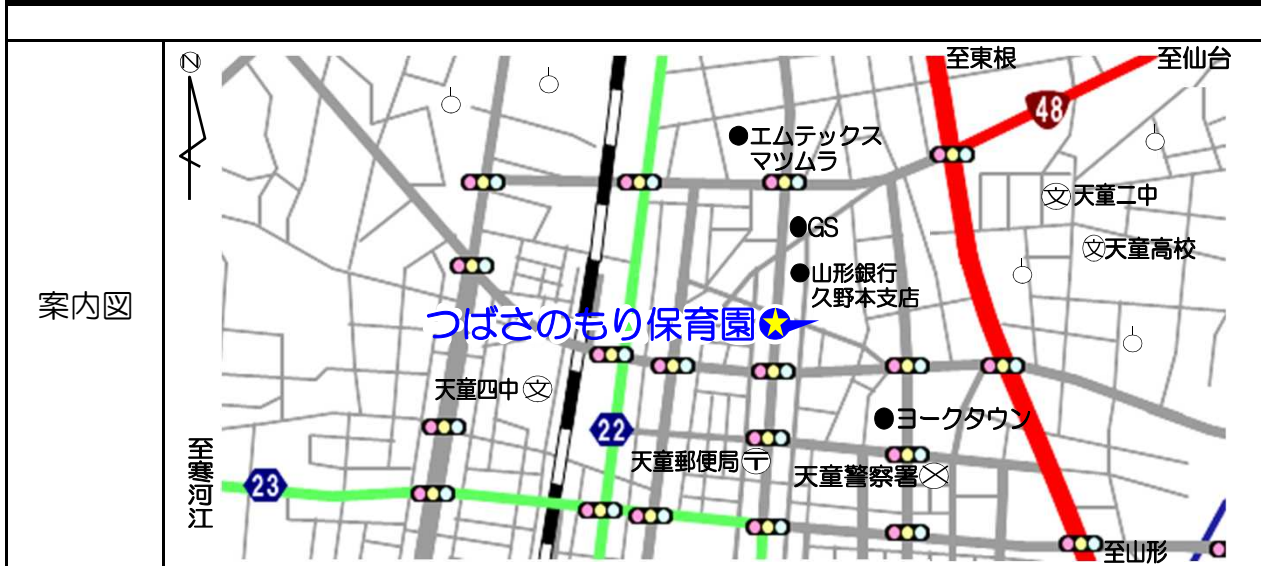 案内図
N
至東根
至仙台
48
エムテックス
マツムラ
文天童二中
GS
文天童高校
山形銀行
久野本支店
つばさのもり保育園
天童四中文
ヨークタウン
22
天童郵便局〒
天童警察署
至寒河江
23
至山形